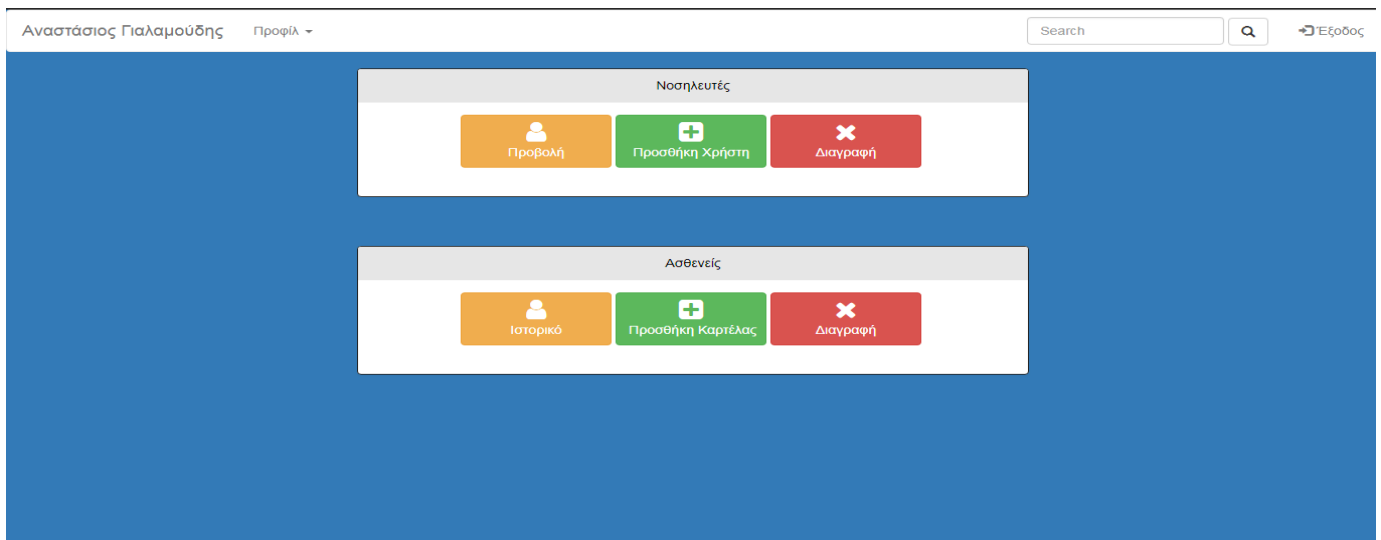 Αναστάσιος Γιαλαμούδης Προφίλ Search Έξοδος
Νοσηλευτές
Προβολή Προσθήκη Χρήστη Διαγραφή
Ασθενείς
Ιστορικό Προσθήκη Καρτέλας Διαγραφή